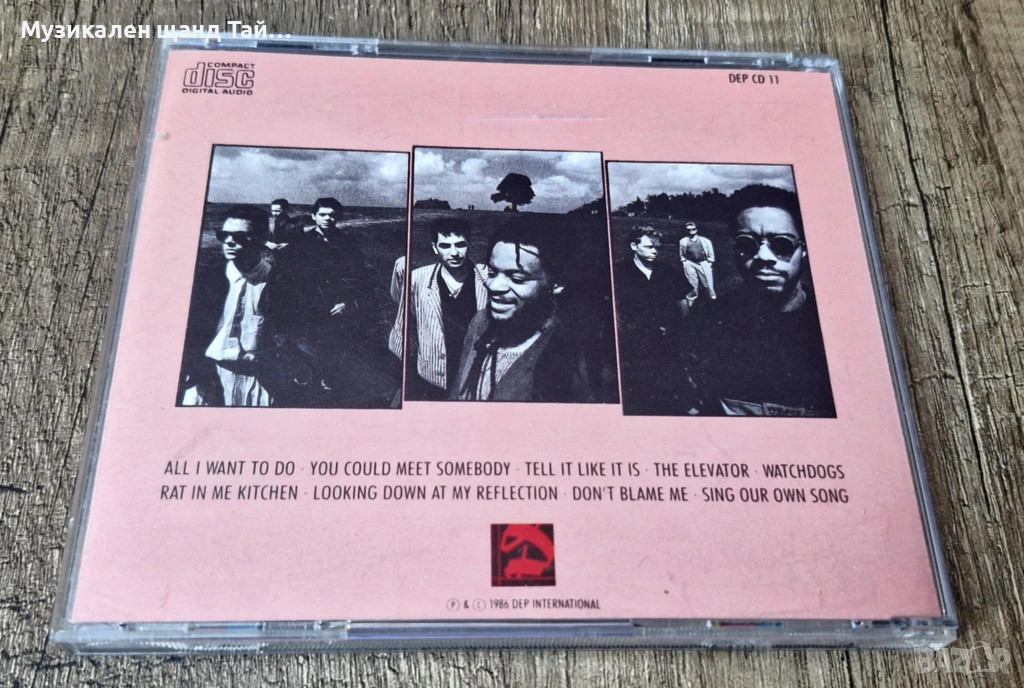 Музикален щанд Тай...
COMPACT
disc
DIGITAL AUDIO
DEP CD 11
ALL I WANT TO DO · YOU COULD MEET SOMEBODY · TELL IT LIKE IT IS · THE ELEVATOR · WATCHDOGS
RAT IN ME KITCHEN · LOOKING DOWN AT MY REFLECTION · DON'T BLAME ME · SING OUR OWN SONG
Ⓟ & Ⓒ 1986 DEP INTERNATIONAL
BAZAR